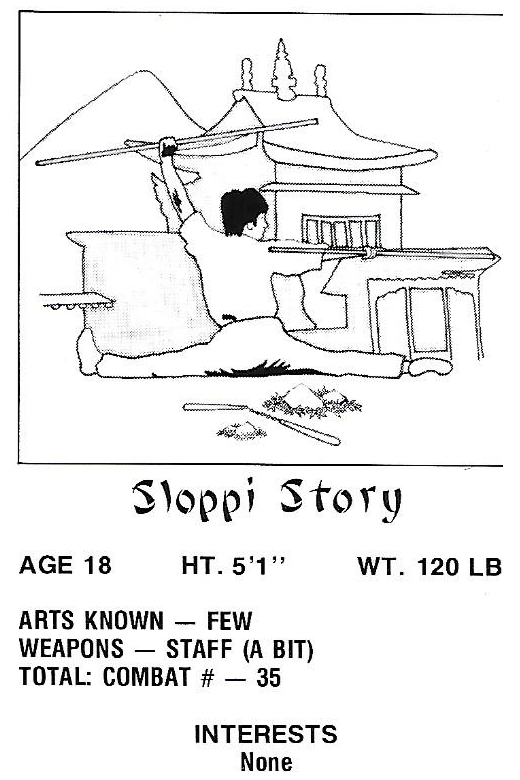 Sloppi Story
AGE 18 HT. 5'1" WT. 120 LB
ARTS KNOWN — FEW
WEAPONS — STAFF (A BIT)
TOTAL: COMBAT # — 35
INTERESTS
None